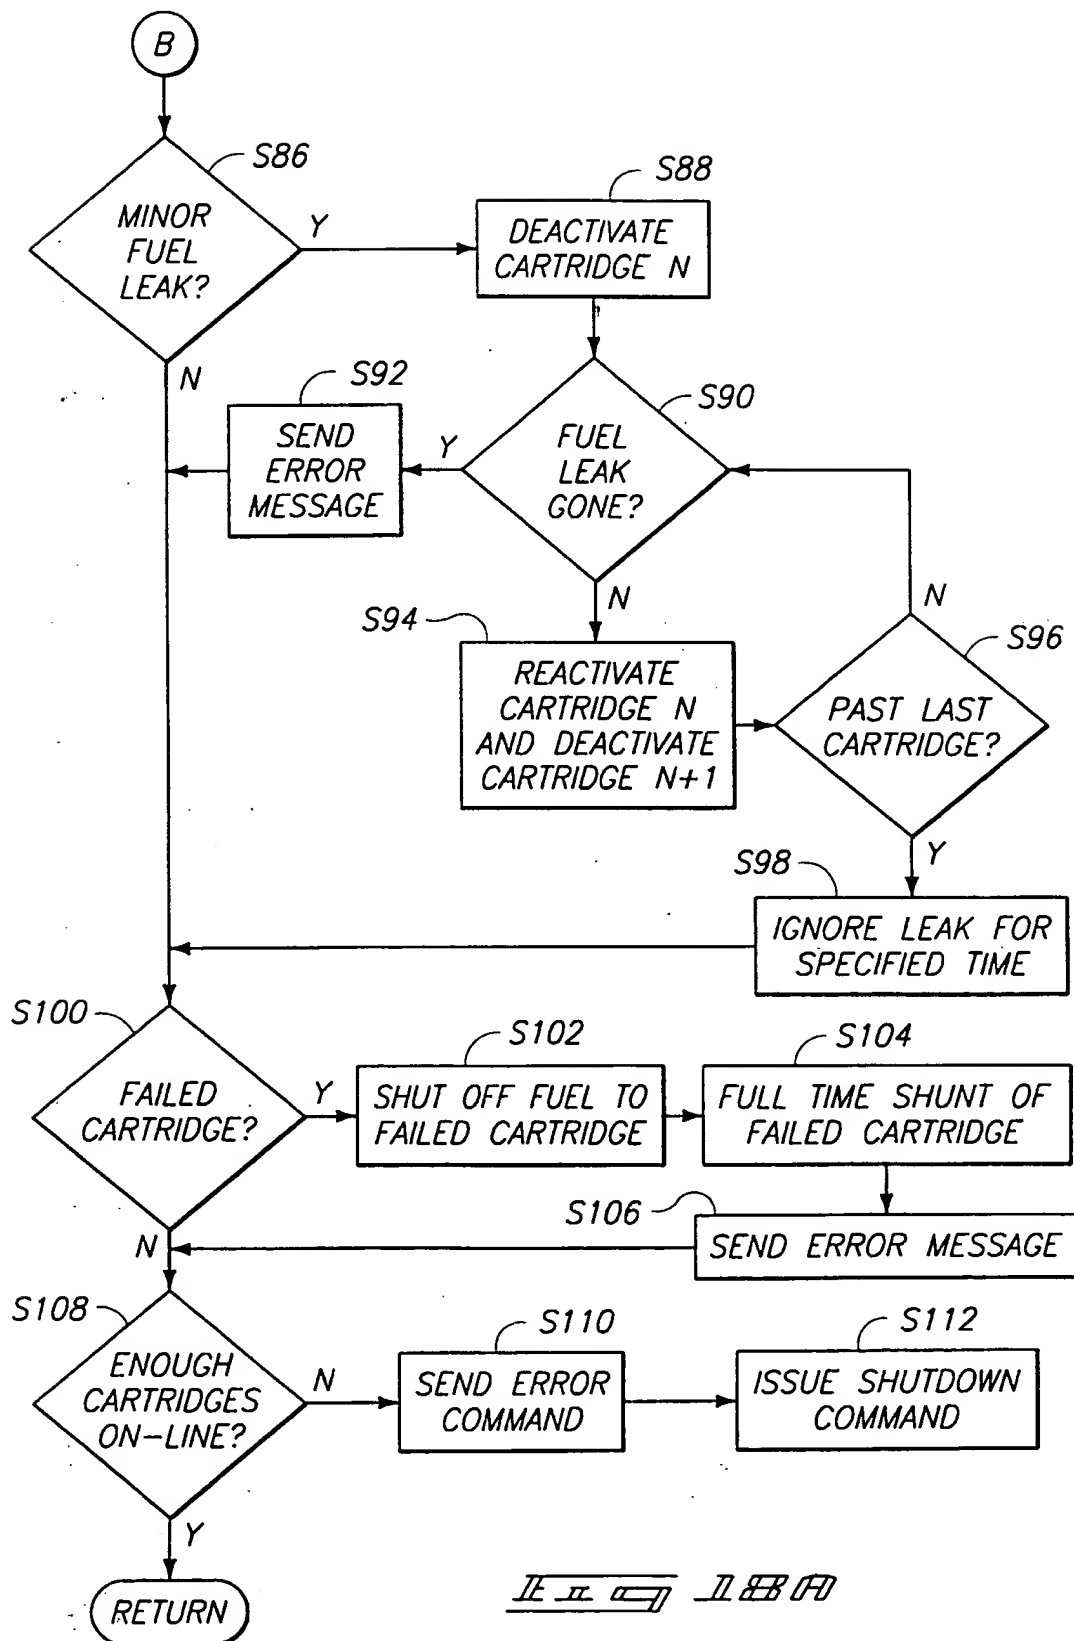 B
S86
MINOR
FUEL
LEAK?
Y
N
S88
DEACTIVATE
CARTRIDGE N
S90
FUEL
LEAK
GONE?
Y
N
S92
SEND
ERROR
MESSAGE
S94
REACTIVATE
CARTRIDGE N
AND DEACTIVATE
CARTRIDGE N+1
S96
PAST LAST
CARTRIDGE?
N
Y
S98
IGNORE LEAK FOR
SPECIFIED TIME
S100
FAILED
CARTRIDGE?
Y
N
S102
SHUT OFF FUEL TO
FAILED CARTRIDGE
S104
FULL TIME SHUNT OF
FAILED CARTRIDGE
S106
SEND ERROR MESSAGE
S108
ENOUGH
CARTRIDGES
ON-LINE?
N
Y
S110
SEND ERROR
COMMAND
S112
ISSUE SHUTDOWN
COMMAND
RETURN
Fig 18A